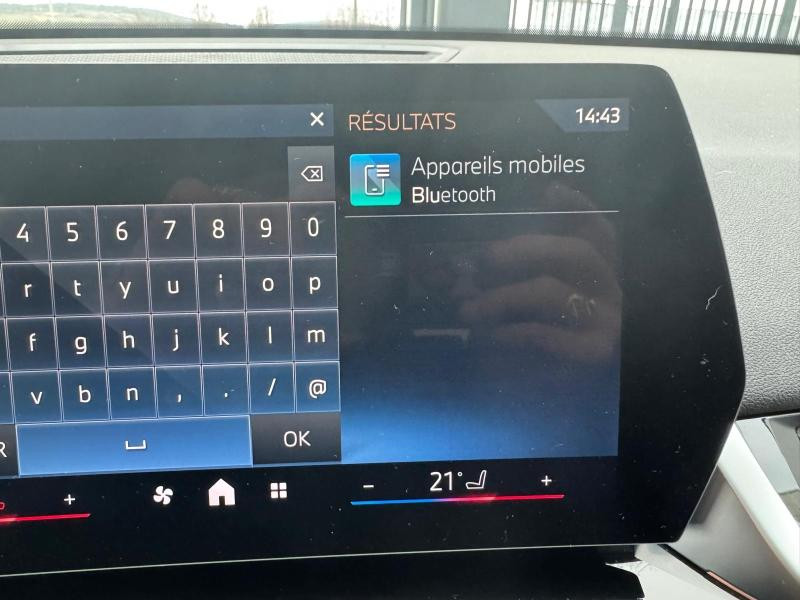 × RÉSULTATS 14:43
Appareils mobiles
Bluetooth
4 5 6 7 8 9 0
r t y u i o p
f g h j k l m
v b n , . / @
R OK
+ − 21° +